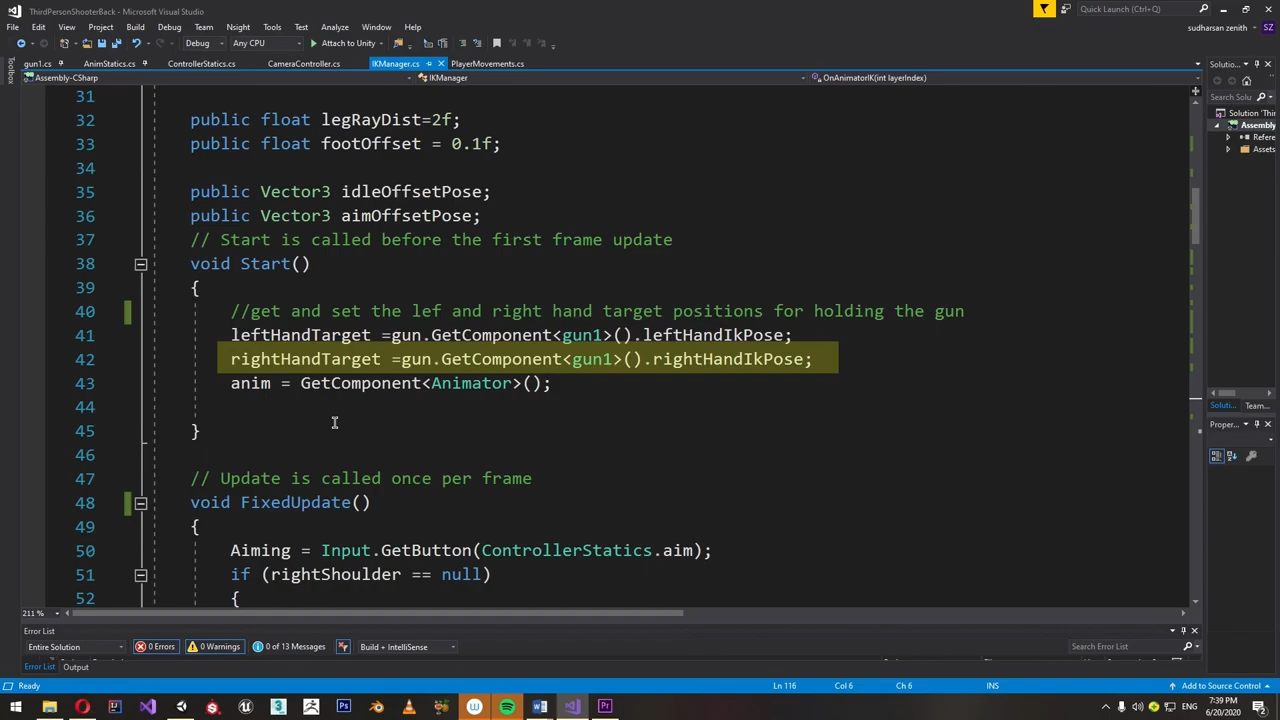 ThirdPersonShooterBack - Microsoft Visual Studio
Quick Launch (Ctrl+Q)
File Edit View Project Build Debug Team Nsight Tools Test Analyze Window Help
sudharsan zenith SZ
Debug Any CPU Attach to Unity
Toolbox
gun1.cs AnimStatics.cs ControllerStatics.cs CameraController.cs IKManager.cs PlayerMovements.cs
Assembly-CSharp IKManager OnAnimatorIK(int layerIndex)
31
32 public float legRayDist=2f;
33 public float footOffset = 0.1f;
34
35 public Vector3 idleOffsetPose;
36 public Vector3 aimOffsetPose;
37 // Start is called before the first frame update
38 void Start()
39 {
40 //get and set the lef and right hand target positions for holding the gun
41 leftHandTarget =gun.GetComponent<gun1>().leftHandIkPose;
42 rightHandTarget =gun.GetComponent<gun1>().rightHandIkPose;
43 anim = GetComponent<Animator>();
44
45 }
46
47 // Update is called once per frame
48 void FixedUpdate()
49 {
50 Aiming = Input.GetButton(ControllerStatics.aim);
51 if (rightShoulder == null)
52 {
211 %
Solutio...
Search Solu
Solution 'Thi
Assembly
Refere
Assets
Soluti... Team...
Proper...
Error List
Entire Solution 0 Errors 0 Warnings 0 of 13 Messages Build + IntelliSense Search Error List
Error List Output
Ready Ln 116 Col 6 Ch 6 INS Add to Source Control
ENG 7:39 PM
6/20/2020